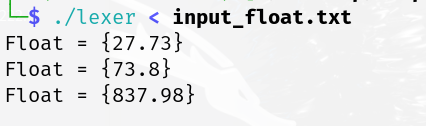 $ ./lexer < input_float.txt
Float = {27.73}
Float = {73.8}
Float = {837.98}